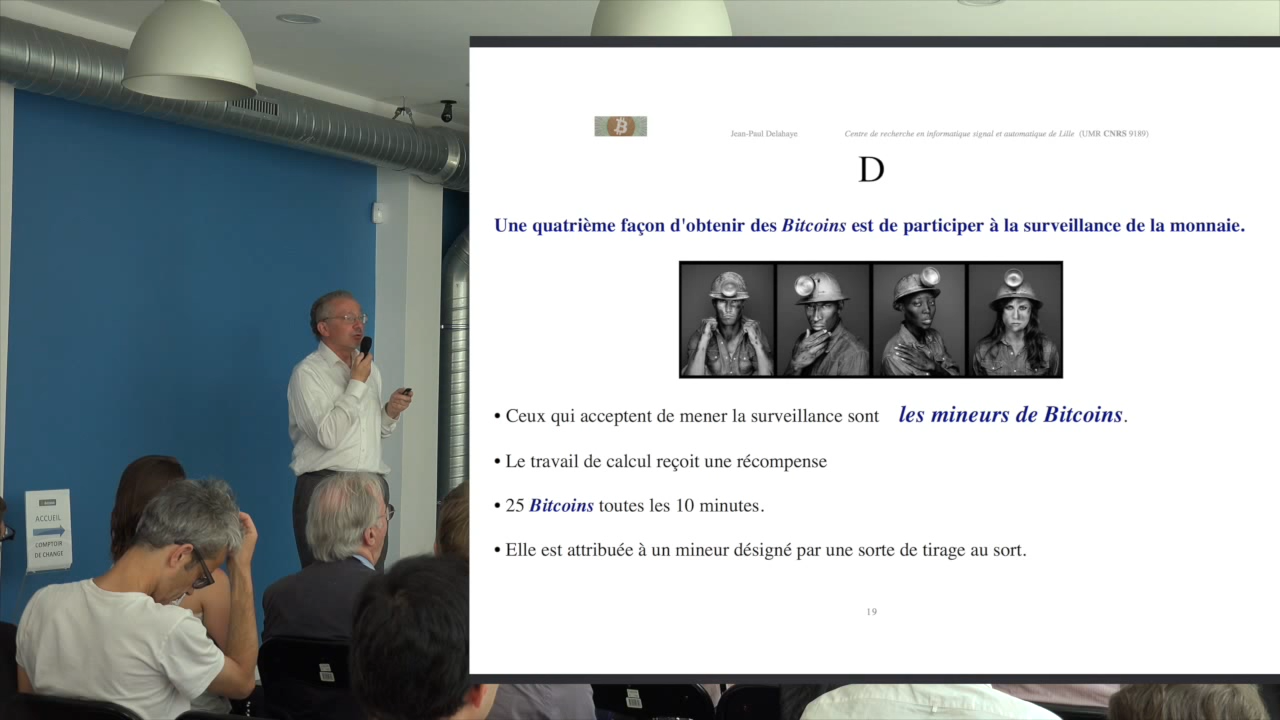 Jean-Paul Delahaye Centre de recherche en informatique signal et automatique de Lille (UMR CNRS 9189)
D
Une quatrième façon d'obtenir des Bitcoins est de participer à la surveillance de la monnaie.
• Ceux qui acceptent de mener la surveillance sont les mineurs de Bitcoins.
• Le travail de calcul reçoit une récompense
• 25 Bitcoins toutes les 10 minutes.
• Elle est attribuée à un mineur désigné par une sorte de tirage au sort.
19
ACCUEIL
COMPTOIR
DE CHANGE